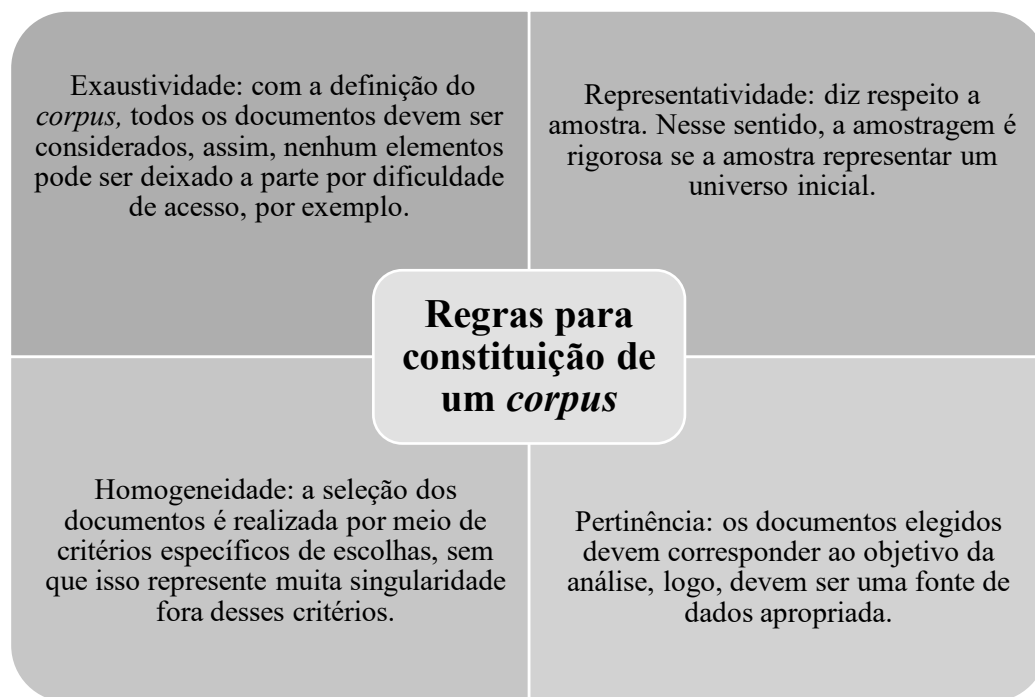 Exaustividade: com a definição do
corpus, todos os documentos devem ser
considerados, assim, nenhum elementos
pode ser deixado a parte por dificuldade
de acesso, por exemplo.
Representatividade: diz respeito a
amostra. Nesse sentido, a amostragem é
rigorosa se a amostra representar um
universo inicial.
Regras para
constituição de
um corpus
Homogeneidade: a seleção dos
documentos é realizada por meio de
critérios específicos de escolhas, sem
que isso represente muita singularidade
fora desses critérios.
Pertinência: os documentos elegidos
devem corresponder ao objetivo da
análise, logo, devem ser uma fonte de
dados apropriada.